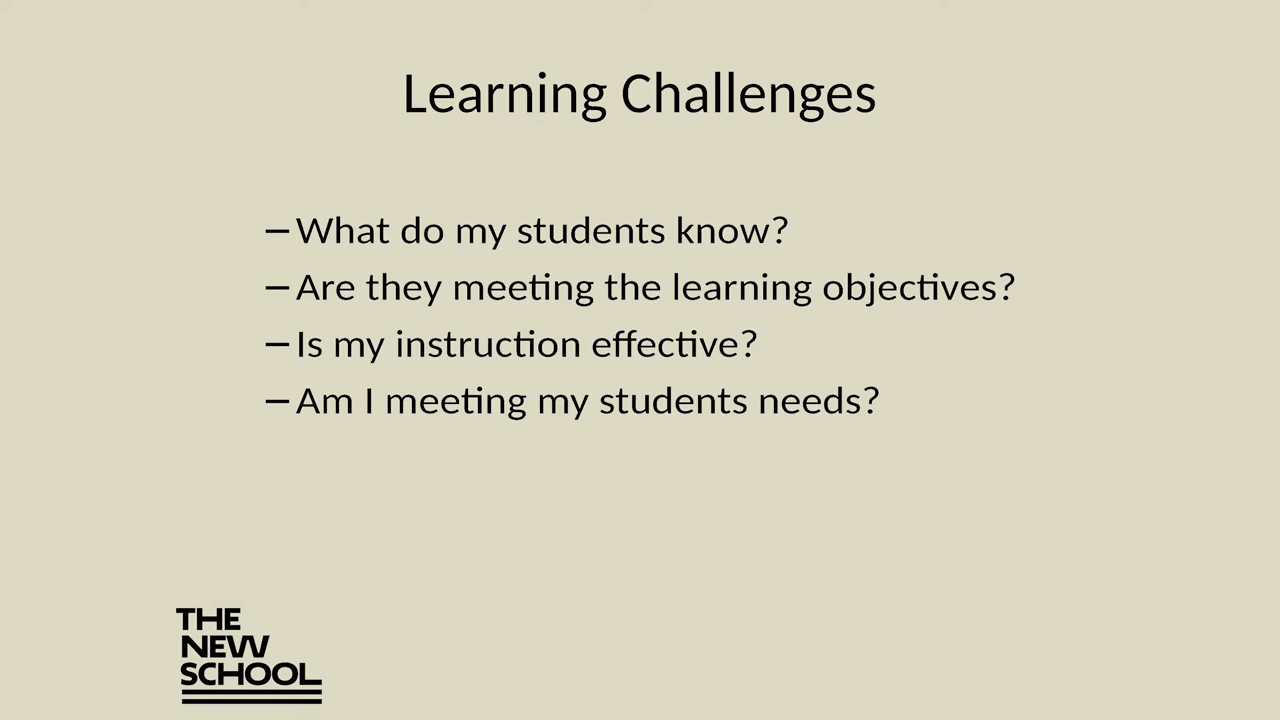 Learning Challenges
– What do my students know?
– Are they meeting the learning objectives?
– Is my instruction effective?
– Am I meeting my students needs?
THE
NEW
SCHOOL